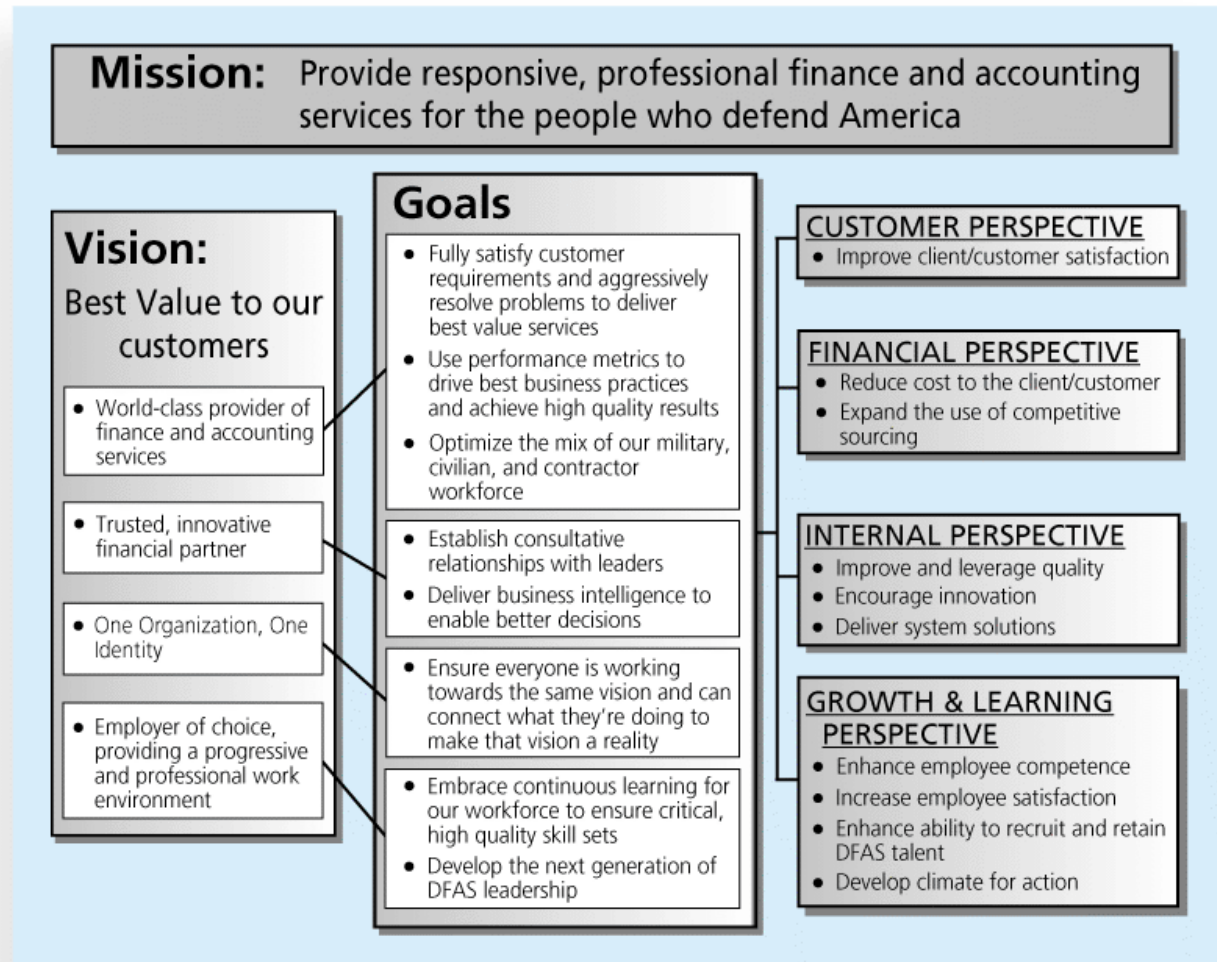 Mission: Provide responsive, professional finance and accounting
services for the people who defend America
Vision:
Best Value to our
customers
• World-class provider of
finance and accounting
services
• Trusted, innovative
financial partner
• One Organization, One
Identity
• Employer of choice,
providing a progressive
and professional work
environment
Goals
• Fully satisfy customer
requirements and aggressively
resolve problems to deliver
best value services
• Use performance metrics to
drive best business practices
and achieve high quality results
• Optimize the mix of our military,
civilian, and contractor
workforce
• Establish consultative
relationships with leaders
• Deliver business intelligence to
enable better decisions
• Ensure everyone is working
towards the same vision and can
connect what they're doing to
make that vision a reality
• Embrace continuous learning for
our workforce to ensure critical,
high quality skill sets
• Develop the next generation of
DFAS leadership
CUSTOMER PERSPECTIVE
• Improve client/customer satisfaction
FINANCIAL PERSPECTIVE
• Reduce cost to the client/customer
• Expand the use of competitive
sourcing
INTERNAL PERSPECTIVE
• Improve and leverage quality
• Encourage innovation
• Deliver system solutions
GROWTH & LEARNING
PERSPECTIVE
• Enhance employee competence
• Increase employee satisfaction
• Enhance ability to recruit and retain
DFAS talent
• Develop climate for action